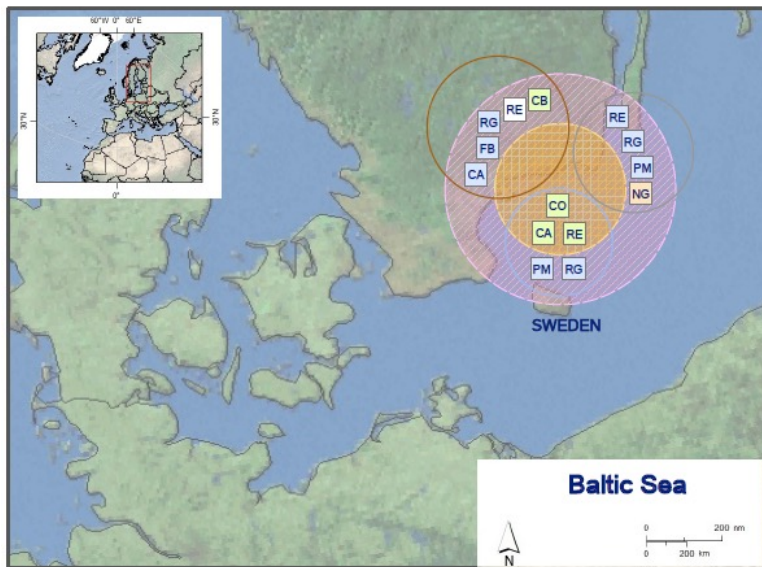 60°W 0° 60°E
30°N 30°N
0°
CB
RE
RG
FB
CA
RE
RG
PM
NG
CO
CA RE
PM RG
SWEDEN
Baltic Sea
0 200 nm
0 200 km
N